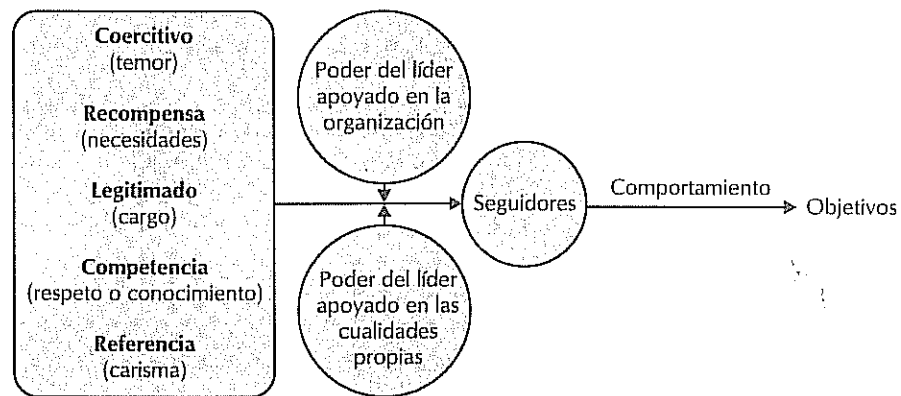 Coercitivo
(temor)
Recompensa
(necesidades)
Legitimado
(cargo)
Competencia
(respeto o conocimiento)
Referencia
(carisma)
Poder del líder
apoyado en la
organización
Poder del líder
apoyado en las
cualidades
propias
Seguidores
Comportamiento
Objetivos